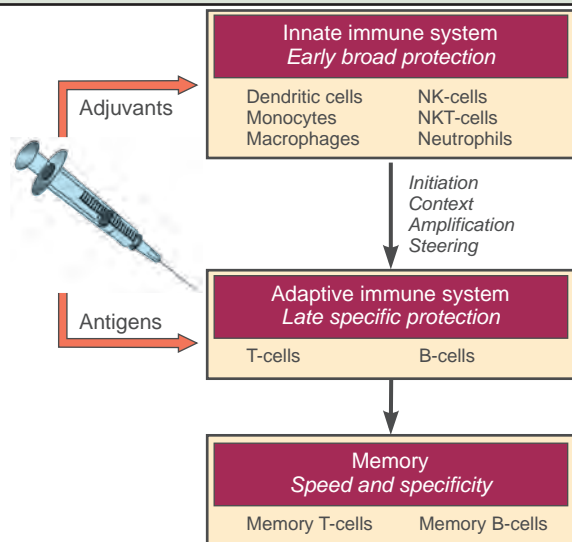 Innate immune system
Early broad protection
Adjuvants
Dendritic cells NK-cells
Monocytes NKT-cells
Macrophages Neutrophils
Initiation
Context
Amplification
Steering
Antigens
Adaptive immune system
Late specific protection
T-cells B-cells
Memory
Speed and specificity
Memory T-cells Memory B-cells